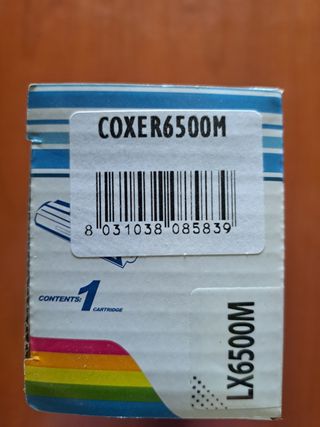 COXER6500M
8 031038 085839
CONTENTS: 1 CARTRIDGE
LX6500M